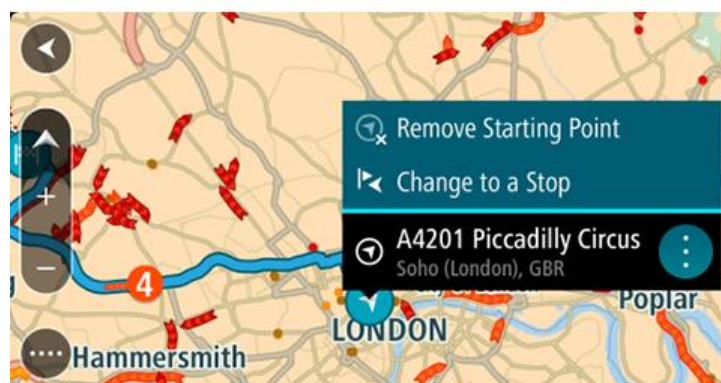 Remove Starting Point
Change to a Stop
A4201 Piccadilly Circus
Soho (London), GBR
4
Poplar
LONDON
Hammersmith